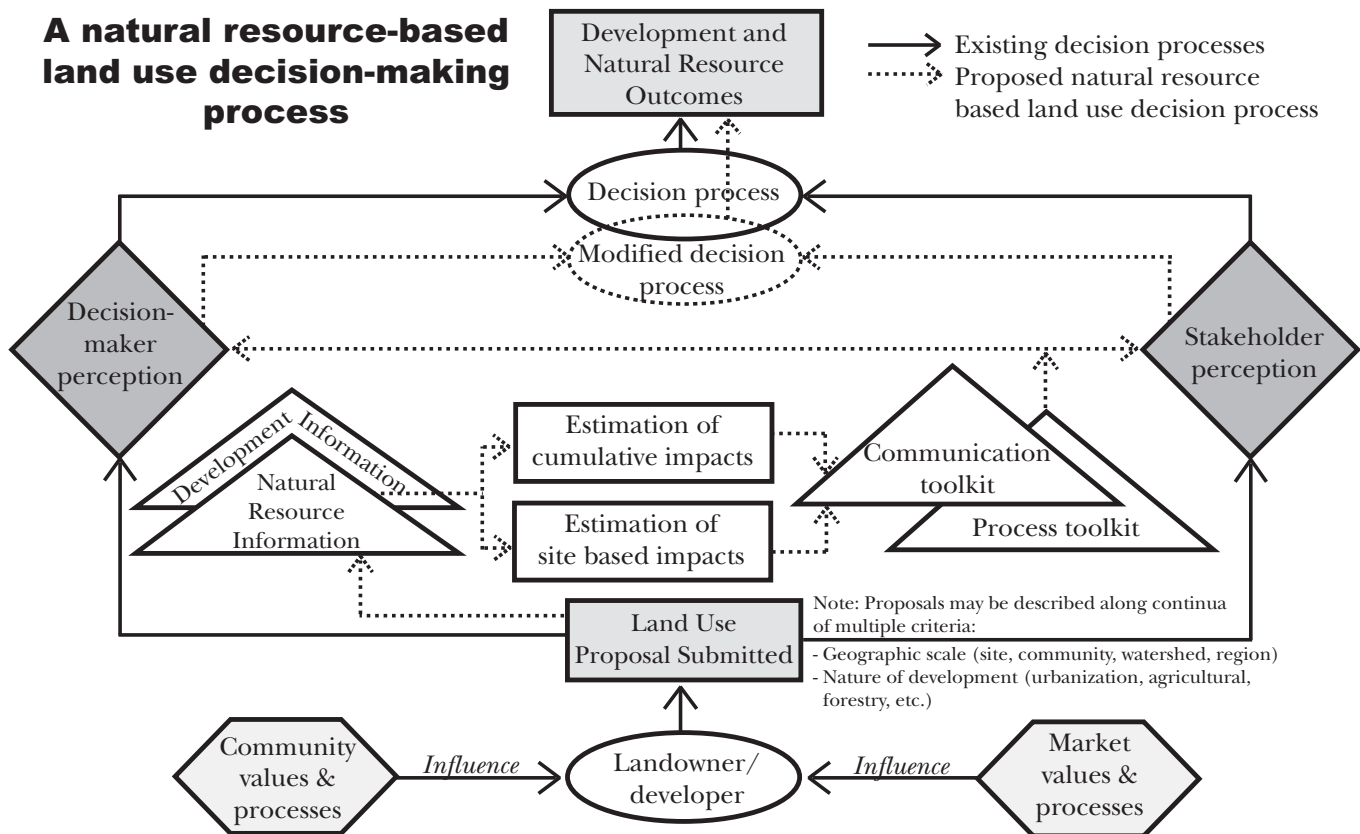 A natural resource-based
land use decision-making
process
Development and
Natural Resource
Outcomes
Existing decision processes
Proposed natural resource
based land use decision process
Decision process
Modified decision
process
Decision-
maker
perception
Stakeholder
perception
Development Information
Natural
Resource
Information
Estimation of
cumulative impacts
Estimation of
site based impacts
Communication
toolkit
Process toolkit
Land Use
Proposal Submitted
Note: Proposals may be described along continua
of multiple criteria:
- Geographic scale (site, community, watershed, region)
- Nature of development (urbanization, agricultural,
forestry, etc.)
Community
values &
processes
Influence
Landowner/
developer
Influence
Market
values &
processes